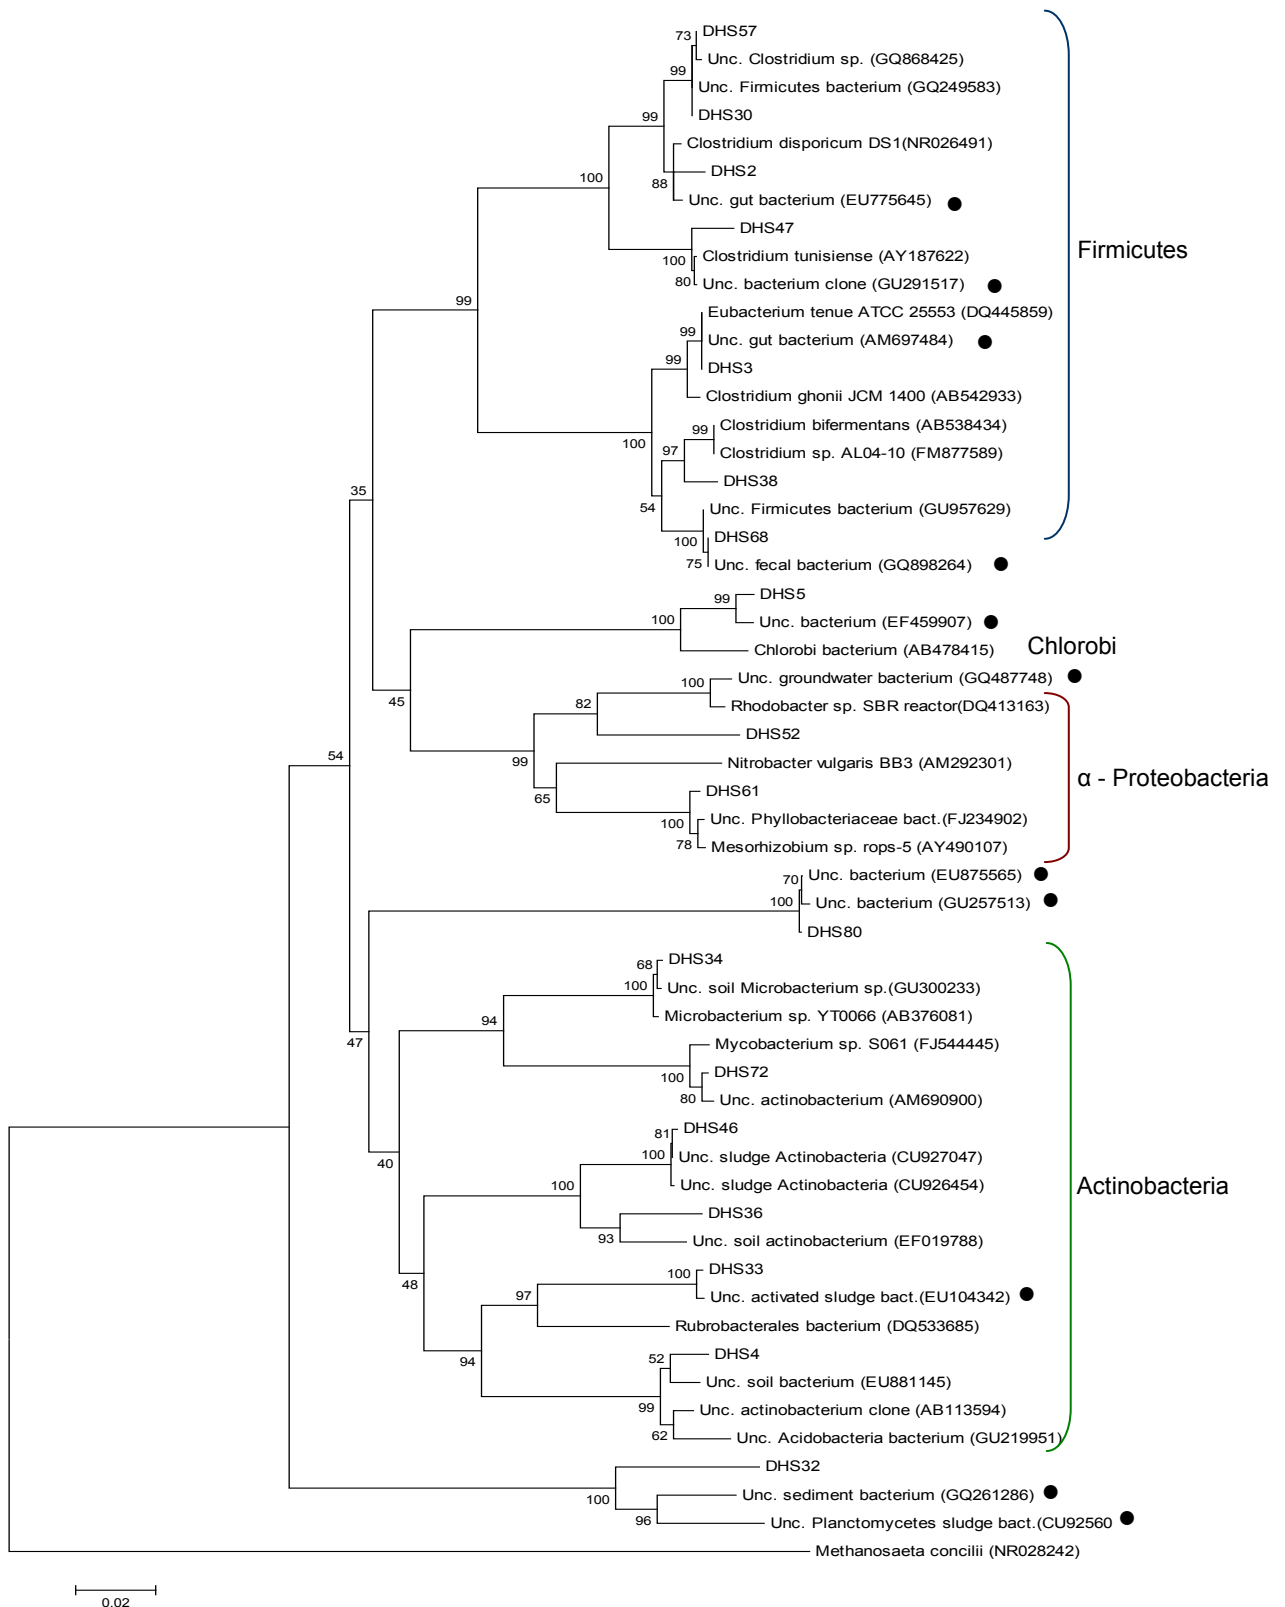 DHS57
73
Unc. Clostridium sp. (GQ868425)
99
Unc. Firmicutes bacterium (GQ249583)
DHS30
99
Clostridium disporicum DS1(NR026491)
DHS2
100
88
Unc. gut bacterium (EU775645)
DHS47
Firmicutes
Clostridium tunisiense (AY187622)
100
80
Unc. bacterium clone (GU291517)
99
Eubacterium tenue ATCC 25553 (DQ445859)
99
Unc. gut bacterium (AM697484)
99
DHS3
Clostridium ghonii JCM 1400 (AB542933)
Clostridium bifermentans (AB538434)
99
100
97
Clostridium sp. AL04-10 (FM877589)
DHS38
35
54
Unc. Firmicutes bacterium (GU957629)
DHS68
100
75
Unc. fecal bacterium (GQ898264)
DHS5
99
100
Unc. bacterium (EF459907)
Chlorobi
Chlorobi bacterium (AB478415)
Unc. groundwater bacterium (GQ487748)
100
45
82
Rhodobacter sp. SBR reactor(DQ413163)
DHS52
54
99
Nitrobacter vulgaris BB3 (AM292301)
α - Proteobacteria
DHS61
65
Unc. Phyllobacteriaceae bact.(FJ234902)
100
78
Mesorhizobium sp. rops-5 (AY490107)
Unc. bacterium (EU875565)
70
100
Unc. bacterium (GU257513)
DHS80
DHS34
68
100
Unc. soil Microbacterium sp.(GU300233)
Microbacterium sp. YT0066 (AB376081)
94
47
Mycobacterium sp. S061 (FJ544445)
DHS72
100
80
Unc. actinobacterium (AM690900)
DHS46
81
100
Unc. sludge Actinobacteria (CU927047)
40
100
Unc. sludge Actinobacteria (CU926454)
Actinobacteria
DHS36
93
Unc. soil actinobacterium (EF019788)
DHS33
100
48
97
Unc. activated sludge bact.(EU104342)
Rubrobacterales bacterium (DQ533685)
DHS4
52
94
Unc. soil bacterium (EU881145)
99
Unc. actinobacterium clone (AB113594)
62
Unc. Acidobacteria bacterium (GU219951)
DHS32
100
Unc. sediment bacterium (GQ261286)
96
Unc. Planctomycetes sludge bact.(CU92560
Methanosaeta concilii (NR028242)
0.02